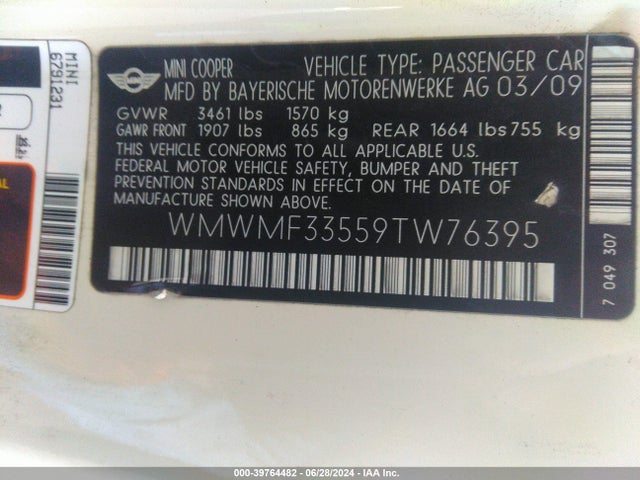 MINI COOPER VEHICLE TYPE: PASSENGER CAR
MFD BY BAYERISCHE MOTORENWERKE AG 03/09
GVWR 3461 lbs 1570 kg
GAWR FRONT 1907 lbs 865 kg REAR 1664 lbs 755 kg
THIS VEHICLE CONFORMS TO ALL APPLICABLE U.S.
FEDERAL MOTOR VEHICLE SAFETY, BUMPER AND THEFT
PREVENTION STANDARDS IN EFFECT ON THE DATE OF
MANUFACTURE SHOWN ABOVE.
WMWMF33559TW76395
7 049 307
MINI
6791231
000-39764482 - 06/28/2024 - IAA Inc.